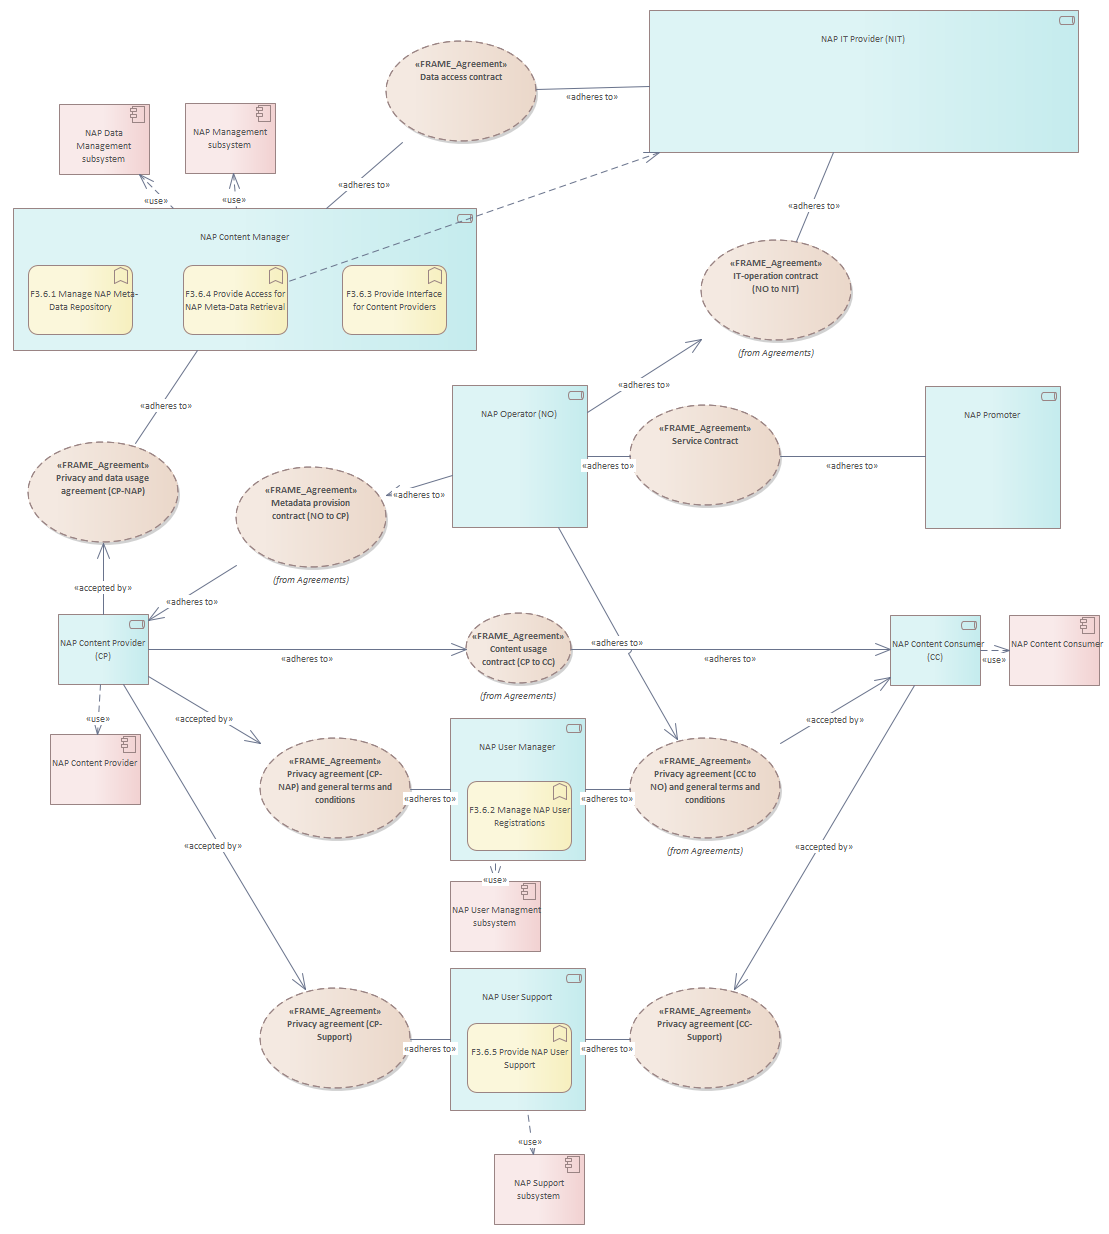 NAP IT Provider (NIT)
«FRAME_Agreement»
Data access contract
«adheres to»
NAP Data
Management
subsystem
NAP Management
subsystem
«adheres to»
«use»
«use»
«adheres to»
NAP Content Manager
«FRAME_Agreement»
IT-operation contract
(NO to NIT)
F3.6.1 Manage NAP Meta-
Data Repository
F3.6.4 Provide Access for
NAP Meta-Data Retrieval
F3.6.3 Provide Interface
for Content Providers
(from Agreements)
«adheres to»
«adheres to»
NAP Operator (NO)
«FRAME_Agreement»
Service Contract
NAP Promoter
«adheres to»
«adheres to»
«FRAME_Agreement»
Privacy and data usage
agreement (CP-NAP)
«FRAME_Agreement»
Metadata provision
contract (NO to CP)
«adheres to»
(from Agreements)
«accepted by»
«adheres to»
NAP Content Provider
(CP)
«FRAME_Agreement»
Content usage
contract (CP to CC)
«adheres to»
«adheres to»
«adheres to»
NAP Content Consumer
(CC)
«use»
NAP Content Consumer
(from Agreements)
«use»
«accepted by»
«accepted by»
NAP Content Provider
«FRAME_Agreement»
Privacy agreement (CP-
NAP) and general terms and
conditions
NAP User Manager
«FRAME_Agreement»
Privacy agreement (CC to
NO) and general terms and
conditions
«adheres to»
«adheres to»
F3.6.2 Manage NAP User
Registrations
«accepted by»
(from Agreements)
«accepted by»
«use»
NAP User Managment
subsystem
NAP User Support
«FRAME_Agreement»
Privacy agreement (CP-
Support)
«FRAME_Agreement»
Privacy agreement (CC-
Support)
«adheres to»
«adheres to»
F3.6.5 Provide NAP User
Support
«use»
NAP Support
subsystem